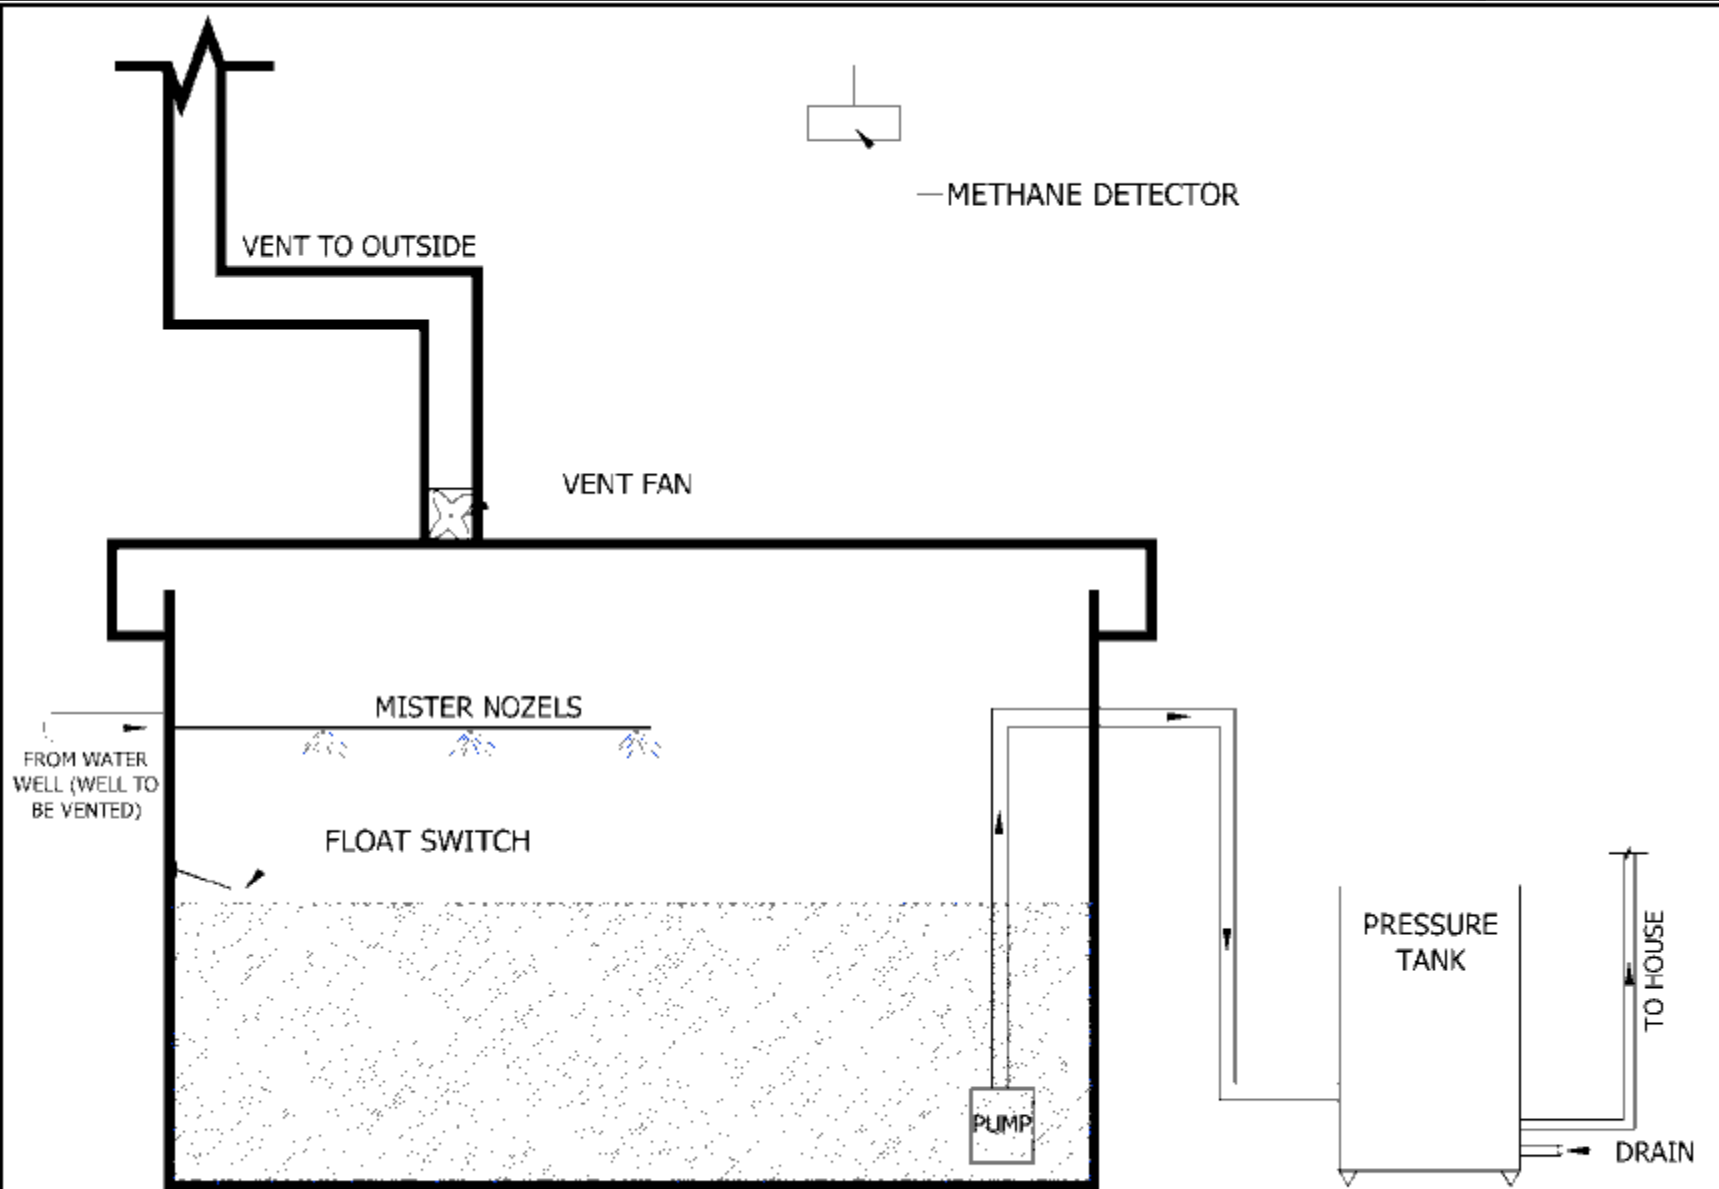 METHANE DETECTOR
VENT TO OUTSIDE
VENT FAN
MISTER NOZELS
FROM WATER
WELL (WELL TO
BE VENTED)
FLOAT SWITCH
PRESSURE
TANK
TO HOUSE
PUMP
DRAIN